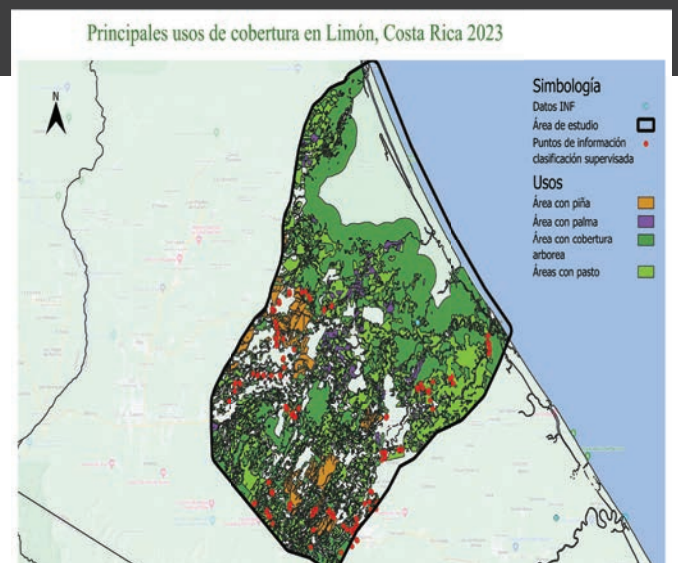 Principales usos de cobertura en Limón, Costa Rica 2023
N
Simbología
Datos INF
Área de estudio
Puntos de información
clasificación supervisada
Usos
Área con piña
Área con palma
Área con cobertura
arborea
Áreas con pasto